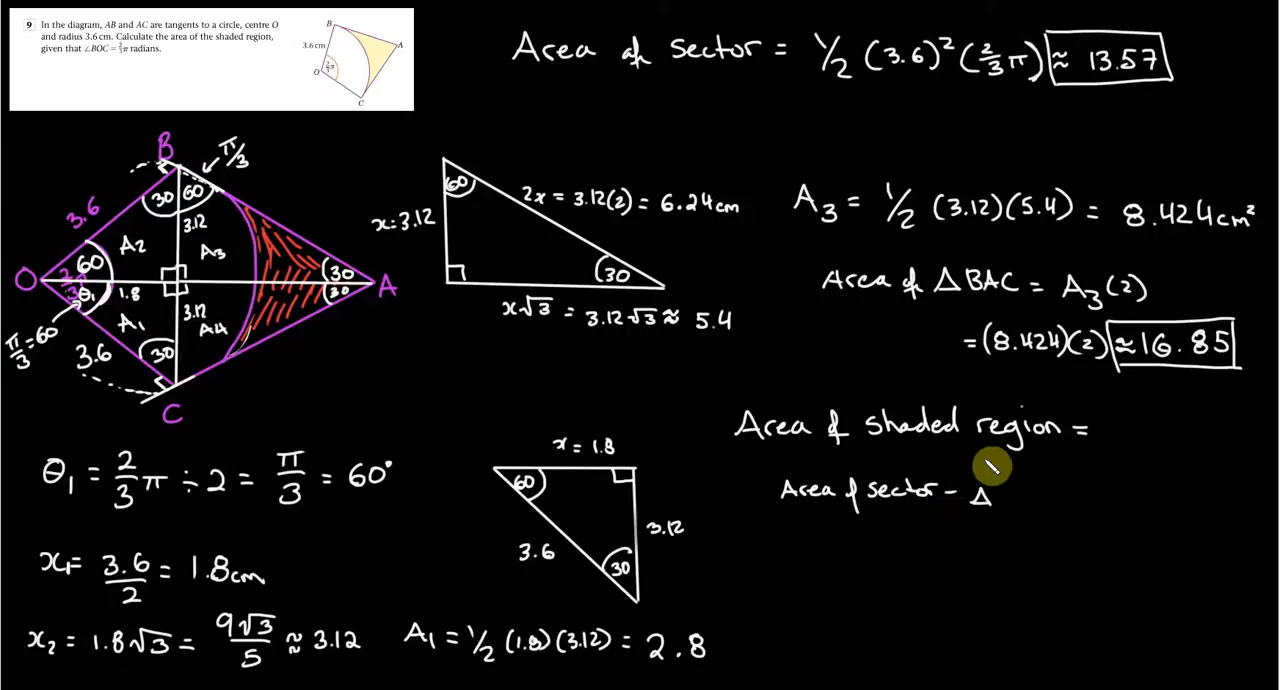 9 In the diagram, AB and AC are tangents to a circle, centre O
and radius 3.6 cm. Calculate the area of the shaded region,
given that ∠BOC = ⅔π radians.
B
3.6 cm
A
O
⅔π
C
Area of sector = 1/2 (3.6)² (2/3 π) ≈ 13.57
B
π/3
3.6
30
60
3.12
A2
A3
O
60
2/3
θ₁
1.8
30
30
A
A1
3.12
A4
π/3 = 60
3.6
30
C
60
x = 3.12
2x = 3.12(2) = 6.24cm
30
x√3 = 3.12√3 ≈ 5.4
A3 = 1/2 (3.12)(5.4) = 8.424cm²
Area of Δ BAC = A3(2)
= (8.424)(2) ≈ 16.85
Area of shaded region =
Area of sector - Δ
θ₁ = 2/3 π ÷ 2 = π/3 = 60°
x₁ = 3.6/2 = 1.8cm
x₂ = 1.8√3 = 9√3/5 ≈ 3.12
x = 1.8
60
3.12
3.6
30
A1 = 1/2 (1.8)(3.12) = 2.8